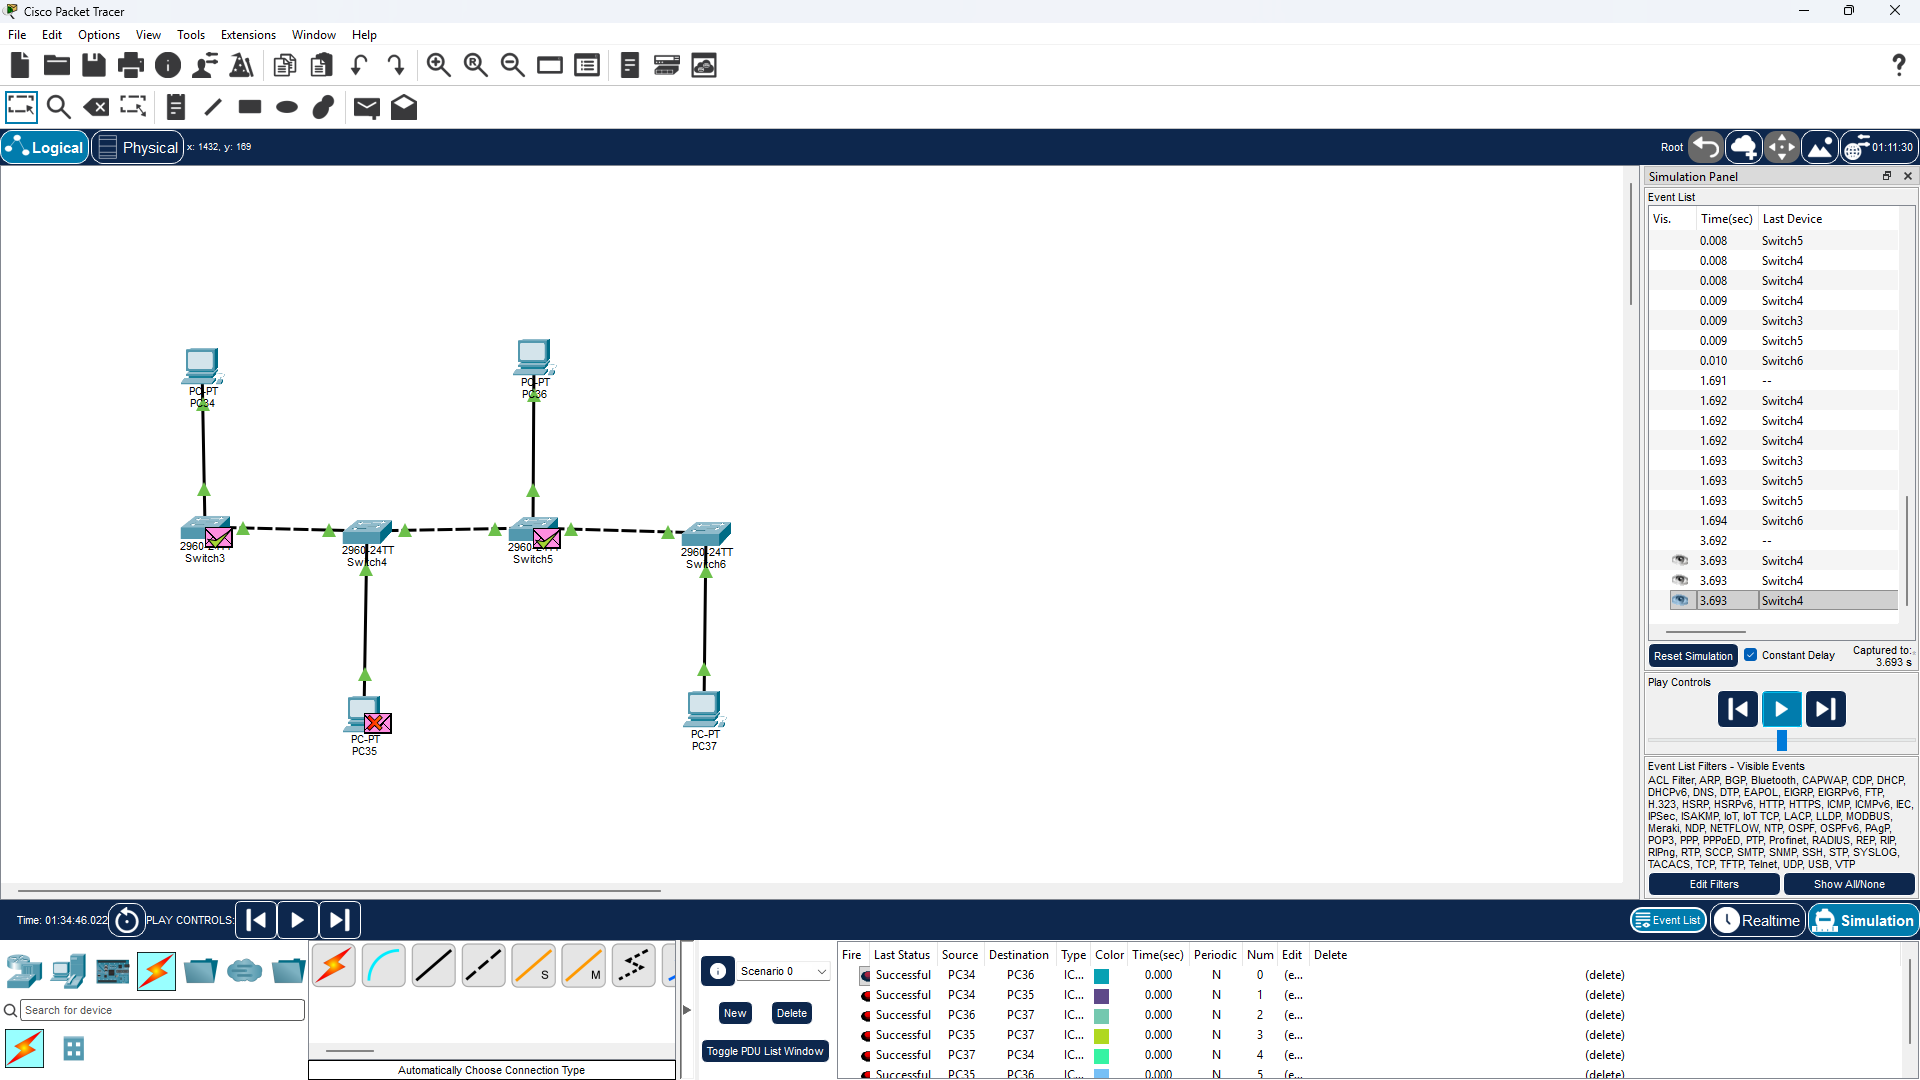 Cisco Packet Tracer
File Edit Options View Tools Extensions Window Help
Logical Physical x: 1432, y: 169 Root 01:11:30
Simulation Panel
Event List
Vis. Time(sec) Last Device
0.008 Switch5
0.008 Switch4
0.008 Switch4
0.009 Switch4
0.009 Switch3
0.009 Switch5
0.010 Switch6
1.691 --
1.692 Switch4
1.692 Switch4
1.692 Switch4
1.693 Switch3
1.693 Switch5
1.693 Switch5
1.694 Switch6
3.692 --
3.693 Switch4
3.693 Switch4
3.693 Switch4
Reset Simulation Constant Delay Captured to:
3.693 s
Play Controls
Event List Filters - Visible Events
ACL Filter, ARP, BGP, Bluetooth, CAPWAP, CDP, DHCP,
DHCPv6, DNS, DTP, EAPOL, EIGRP, EIGRPv6, FTP,
H.323, HSRP, HSRPv6, HTTP, HTTPS, ICMP, ICMPv6, IEC,
IPSec, ISAKMP, IoT, IoT TCP, LACP, LLDP, MODBUS,
Meraki, NDP, NETFLOW, NTP, OSPF, OSPFv6, PAgP,
POP3, PPP, PPPoED, PTP, Profinet, RADIUS, REP, RIP,
RIPng, RTP, SCCP, SMTP, SNMP, SSH, STP, SYSLOG,
TACACS, TCP, TFTP, Telnet, UDP, USB, VTP
Edit Filters Show All/None
PC-PT
PC34
PC-PT
PC36
Switch3
2960-24TT
Switch4
Switch5
2960-24TT
Switch6
PC-PT
PC35
PC-PT
PC37
Time: 01:34:46.022 PLAY CONTROLS: Event List Realtime Simulation
Search for device
S M
Automatically Choose Connection Type
Scenario 0
New Delete
Toggle PDU List Window
Fire Last Status Source Destination Type Color Time(sec) Periodic Num Edit Delete
Successful PC34 PC36 IC... 0.000 N 0 (e... (delete)
Successful PC34 PC35 IC... 0.000 N 1 (e... (delete)
Successful PC36 PC37 IC... 0.000 N 2 (e... (delete)
Successful PC35 PC37 IC... 0.000 N 3 (e... (delete)
Successful PC37 PC34 IC... 0.000 N 4 (e... (delete)
Successful PC35 PC36 IC... 0.000 N 5 (e... (delete)